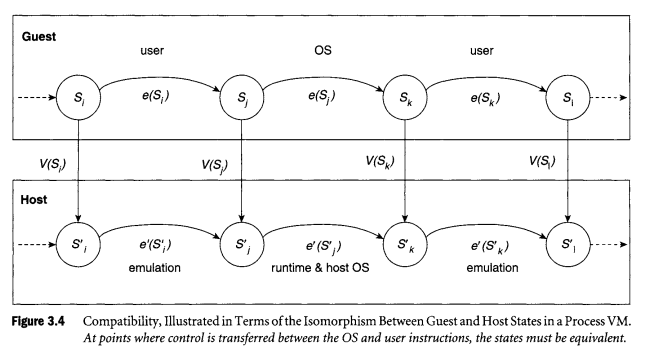 Guest
user OS user
S_i e(S_i) S_j e(S_j) S_k e(S_k) S_l
V(S_i) V(S_j) V(S_k) V(S_l)
Host
S'_i e'(S'_i) S'_j e'(S'_j) S'_k e'(S'_k) S'_l
emulation runtime & host OS emulation
Figure 3.4 Compatibility, Illustrated in Terms of the Isomorphism Between Guest and Host States in a Process VM.
At points where control is transferred between the OS and user instructions, the states must be equivalent.